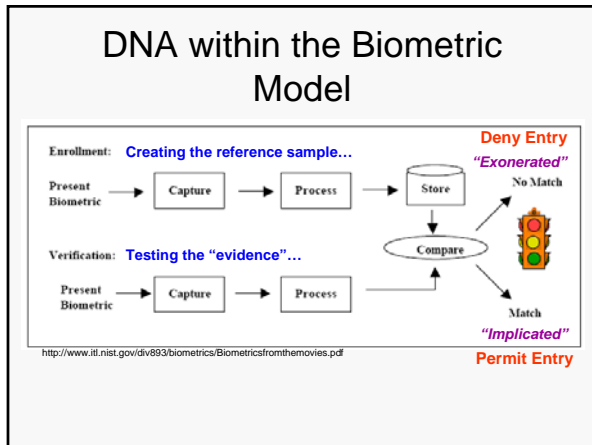 DNA within the Biometric
Model
Deny Entry
Enrollment: Creating the reference sample…
"Exonerated"
Present
Biometric
Capture
Process
Store
No Match
Verification: Testing the “evidence”…
Compare
Present
Biometric
Capture
Process
Match
"Implicated"
http://www.itl.nist.gov/div893/biometrics/Biometricsfromthemovies.pdf
Permit Entry